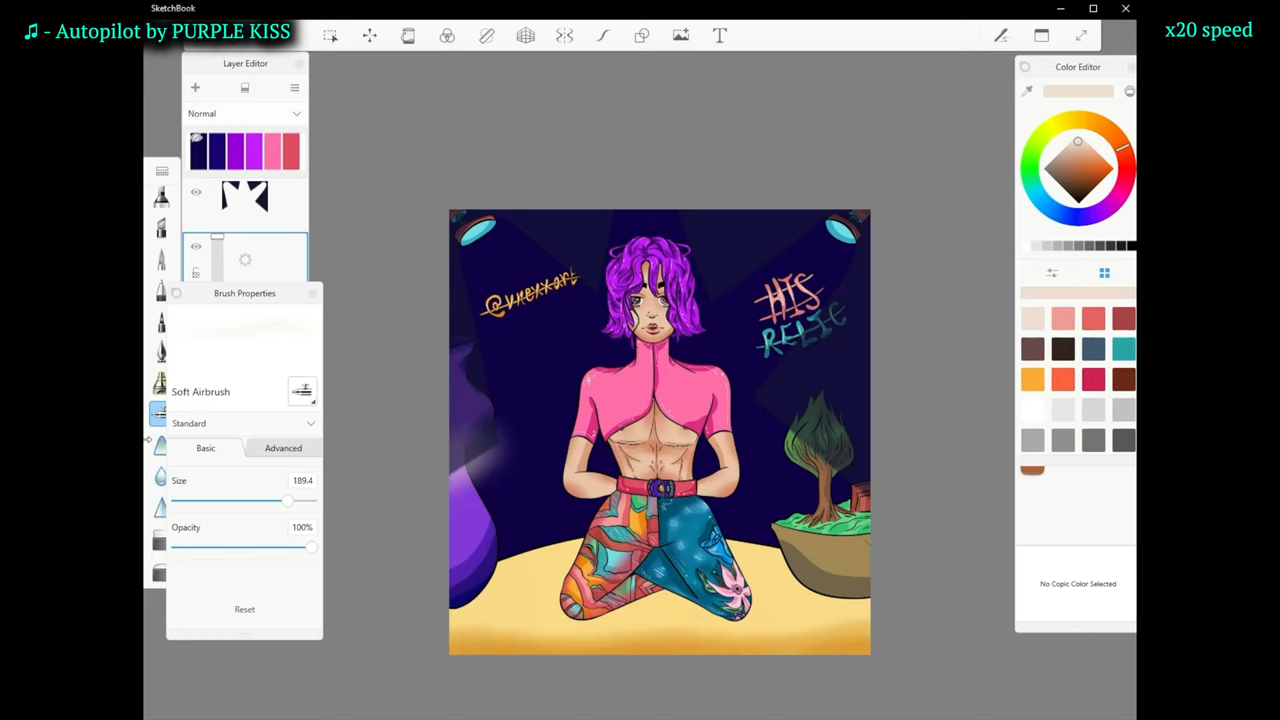 SketchBook
♫ - Autopilot by PURPLE KISS
x20 speed
T
Layer Editor
Color Editor
Normal
Brush Properties
Soft Airbrush
Standard
Basic
Advanced
Size
189.4
Opacity
100%
Reset
@vhexxart
HIS
RELIC
No Copic Color Selected